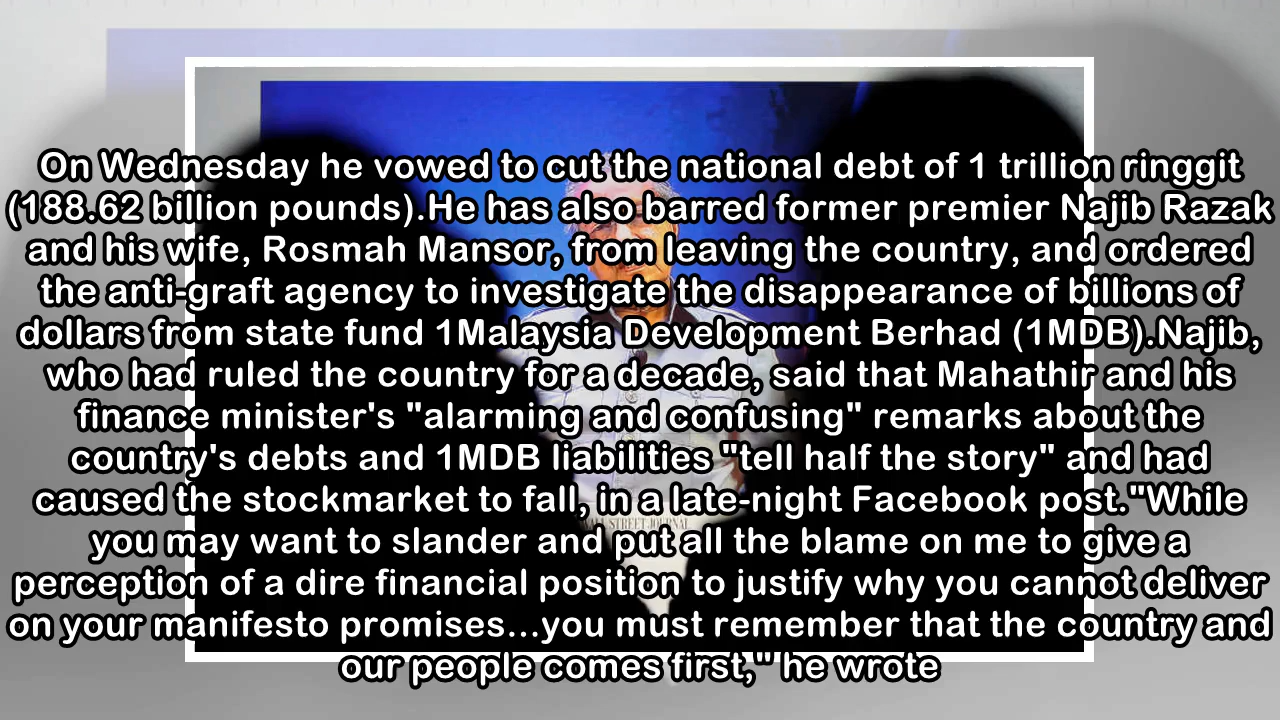 On Wednesday he vowed to cut the national debt of 1 trillion ringgit
(188.62 billion pounds).He has also barred former premier Najib Razak
and his wife, Rosmah Mansor, from leaving the country, and ordered
the anti-graft agency to investigate the disappearance of billions of
dollars from state fund 1Malaysia Development Berhad (1MDB).Najib,
who had ruled the country for a decade, said that Mahathir and his
finance minister's "alarming and confusing" remarks about the
country's debts and 1MDB liabilities "tell half the story" and had
caused the stockmarket to fall, in a late-night Facebook post."While
WALL STREET JOURNAL
you may want to slander and put all the blame on me to give a
perception of a dire financial position to justify why you cannot deliver
on your manifesto promises...you must remember that the country and
our people comes first," he wrote